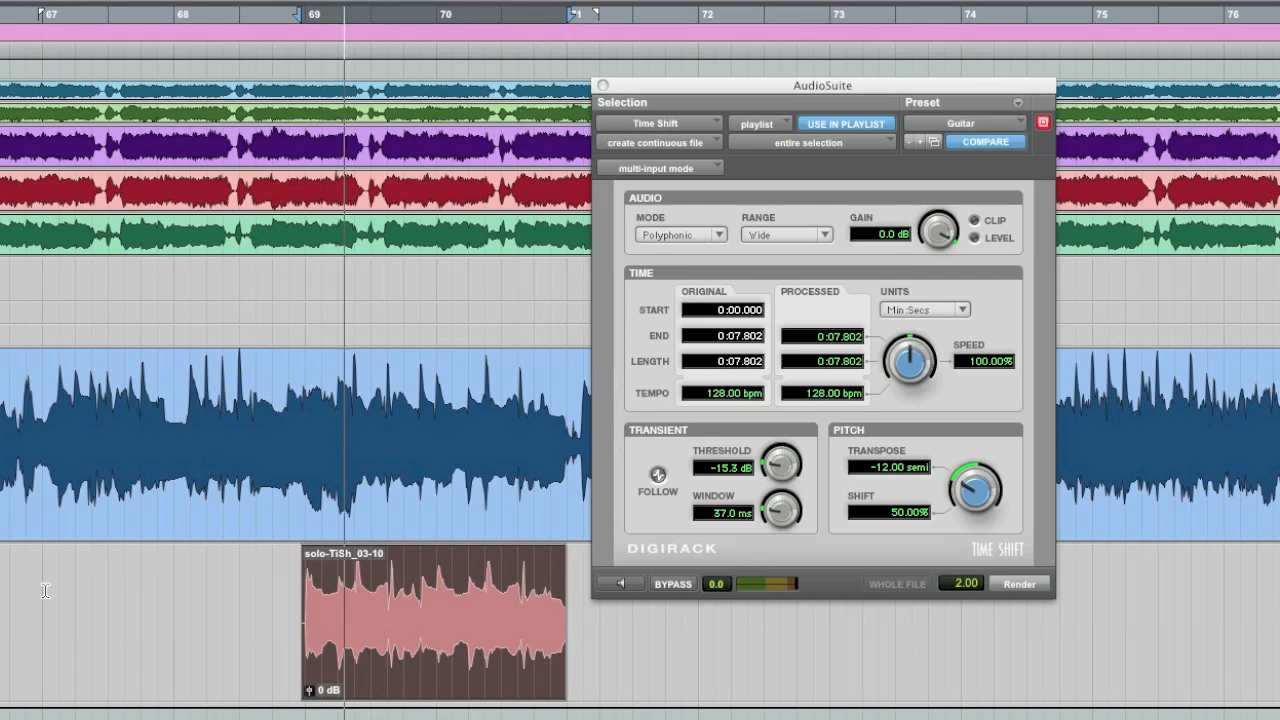 67 68 69 70 71 72 73 74 75 76
AudioSuite
Selection Preset
Time Shift playlist USE IN PLAYLIST Guitar
create continuous file entire selection - + COMPARE
multi-input mode
AUDIO
MODE RANGE GAIN CLIP
Polyphonic Wide 0.0 dB LEVEL
TIME
ORIGINAL PROCESSED UNITS
START 0:00.000 Min:Secs
END 0:07.802 0:07.802 SPEED
LENGTH 0:07.802 0:07.802 100.00%
TEMPO 128.00 bpm 128.00 bpm
TRANSIENT PITCH
THRESHOLD TRANSPOSE
-15.3 dB -12.00 semi
FOLLOW WINDOW SHIFT
37.0 ms 50.00%
DIGIRACK TIME SHIFT
BYPASS 0.0 WHOLE FILE 2.00 Render
solo-TiSh_03-10
0 dB